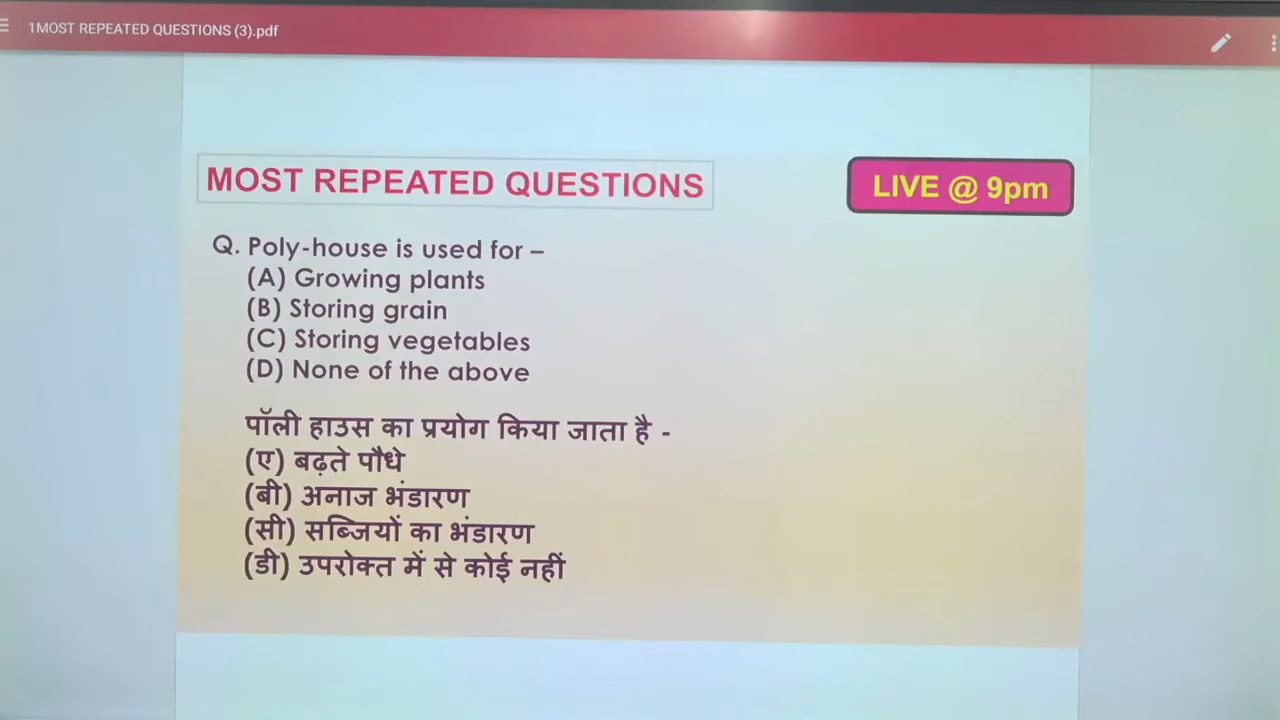 1MOST REPEATED QUESTIONS (3).pdf
MOST REPEATED QUESTIONS
LIVE @ 9pm
Q. Poly-house is used for –
(A) Growing plants
(B) Storing grain
(C) Storing vegetables
(D) None of the above
पॉली हाउस का प्रयोग किया जाता है -
(ए) बढ़ते पौधे
(बी) अनाज भंडारण
(सी) सब्जियों का भंडारण
(डी) उपरोक्त में से कोई नहीं